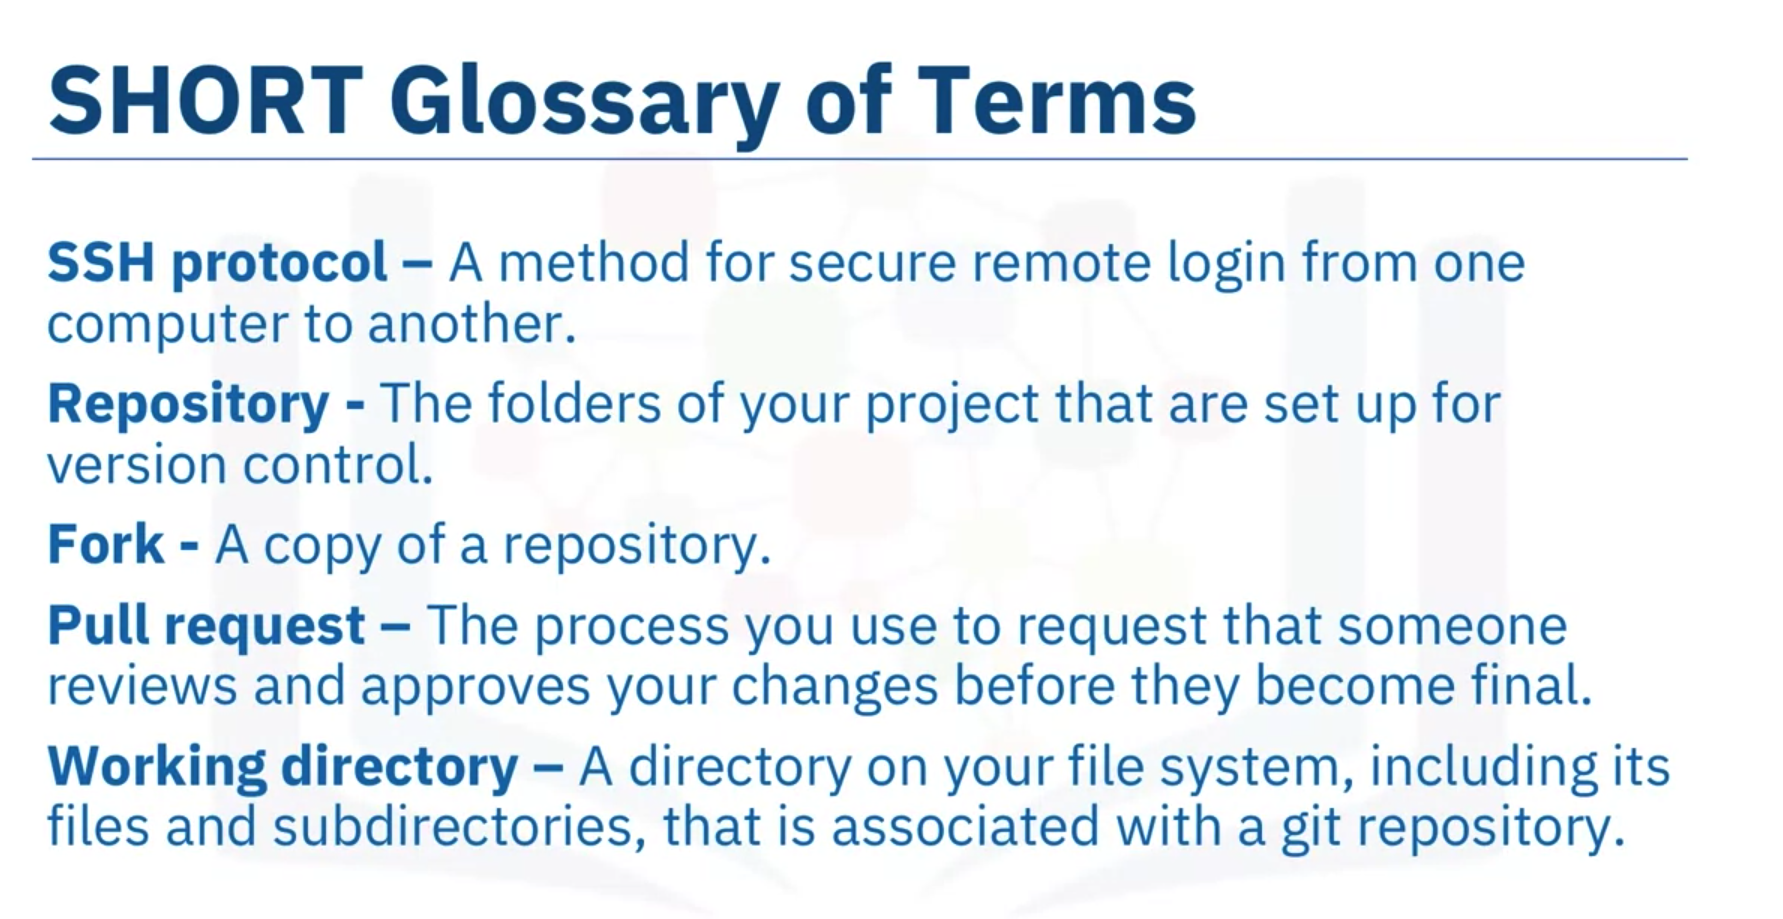 SHORT Glossary of Terms
SSH protocol – A method for secure remote login from one
computer to another.
Repository - The folders of your project that are set up for
version control.
Fork - A copy of a repository.
Pull request – The process you use to request that someone
reviews and approves your changes before they become final.
Working directory – A directory on your file system, including its
files and subdirectories, that is associated with a git repository.